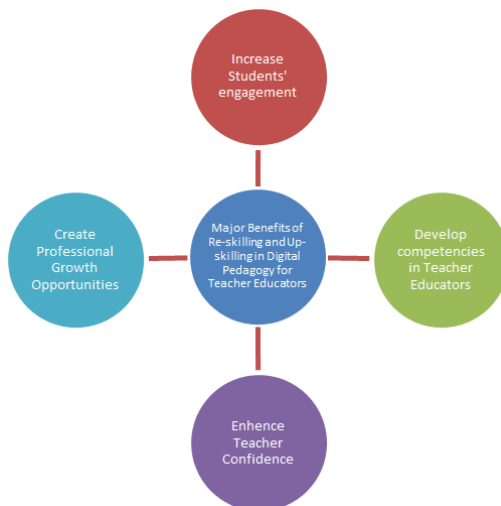 Increase
Students'
engagement
Create
Professional
Growth
Opportunities
Major Benefits of
Re-skilling and Up-
skilling in Digital
Pedagogy for
Teacher Educators
Develop
competencies
in Teacher
Educators
Enhence
Teacher
Confidence